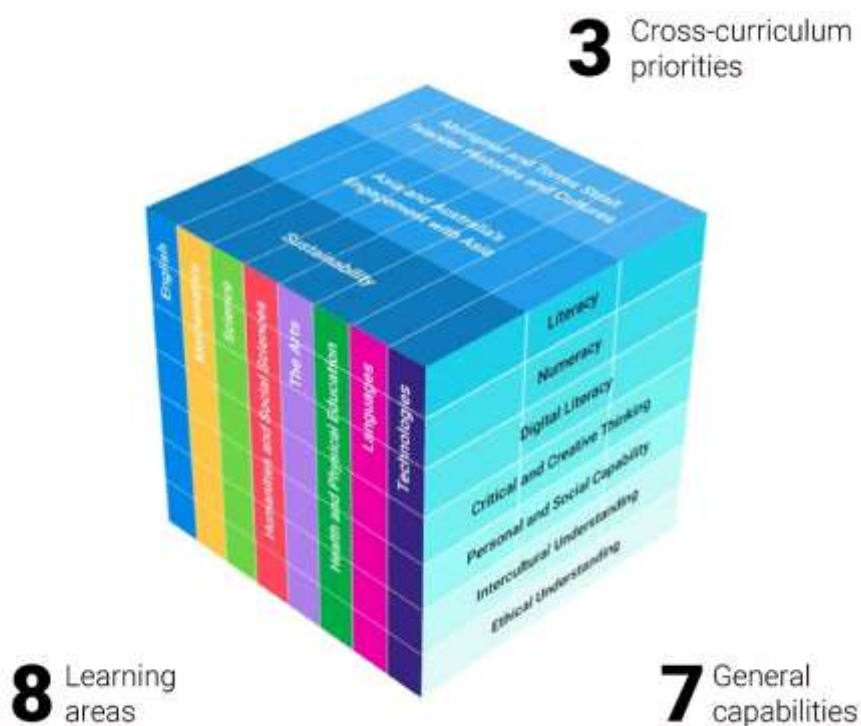 3 Cross-curriculum
priorities
Aboriginal and Torres Strait
Islander Histories and Cultures
Asia and Australia's
Engagement with Asia
Sustainability
English
Mathematics
Science
Humanities and Social Sciences
The Arts
Health and Physical Education
Languages
Technologies
Literacy
Numeracy
Digital Literacy
Critical and Creative Thinking
Personal and Social Capability
Intercultural Understanding
Ethical Understanding
8 Learning
areas
7 General
capabilities